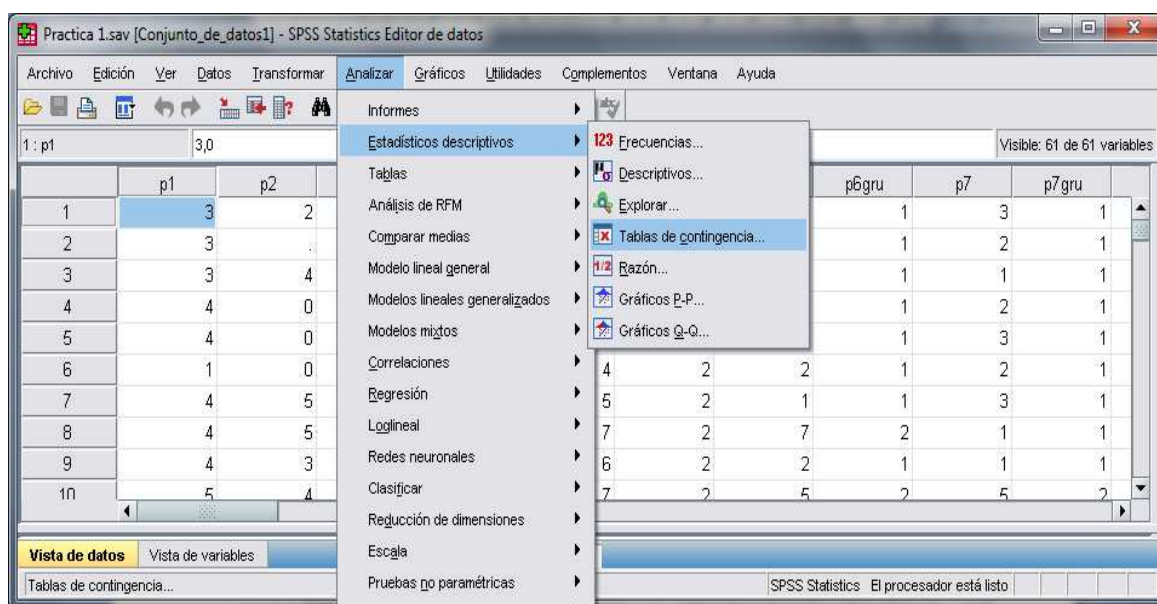 Practica 1.sav [Conjunto_de_datos1] - SPSS Statistics Editor de datos
Archivo Edición Ver Datos Transformar Analizar Gráficos Utilidades Complementos Ventana Ayuda
1 : p1 3,0 Visible: 61 de 61 variables
Informes
Estadísticos descriptivos
Tablas
Análisis de RFM
Comparar medias
Modelo lineal general
Modelos lineales generalizados
Modelos mixtos
Correlaciones
Regresión
Loglineal
Redes neuronales
Clasificar
Reducción de dimensiones
Escala
Pruebas no paramétricas
123 Frecuencias...
Descriptivos...
Explorar...
Tablas de contingencia...
1/2 Razón...
Gráficos P-P...
Gráficos Q-Q...
p1 p2 p6gru p7 p7gru
1 3 2 1 3 1
2 3 . 1 2 1
3 3 4 1 1 1
4 4 0 1 2 1
5 4 0 1 3 1
6 1 0 4 2 2 1 2 1
7 4 5 5 2 1 1 3 1
8 4 5 7 2 7 2 1 1
9 4 3 6 2 2 1 1 1
10 5 4 7 2 5 2 5 2
Vista de datos Vista de variables
Tablas de contingencia... SPSS Statistics El procesador está listo